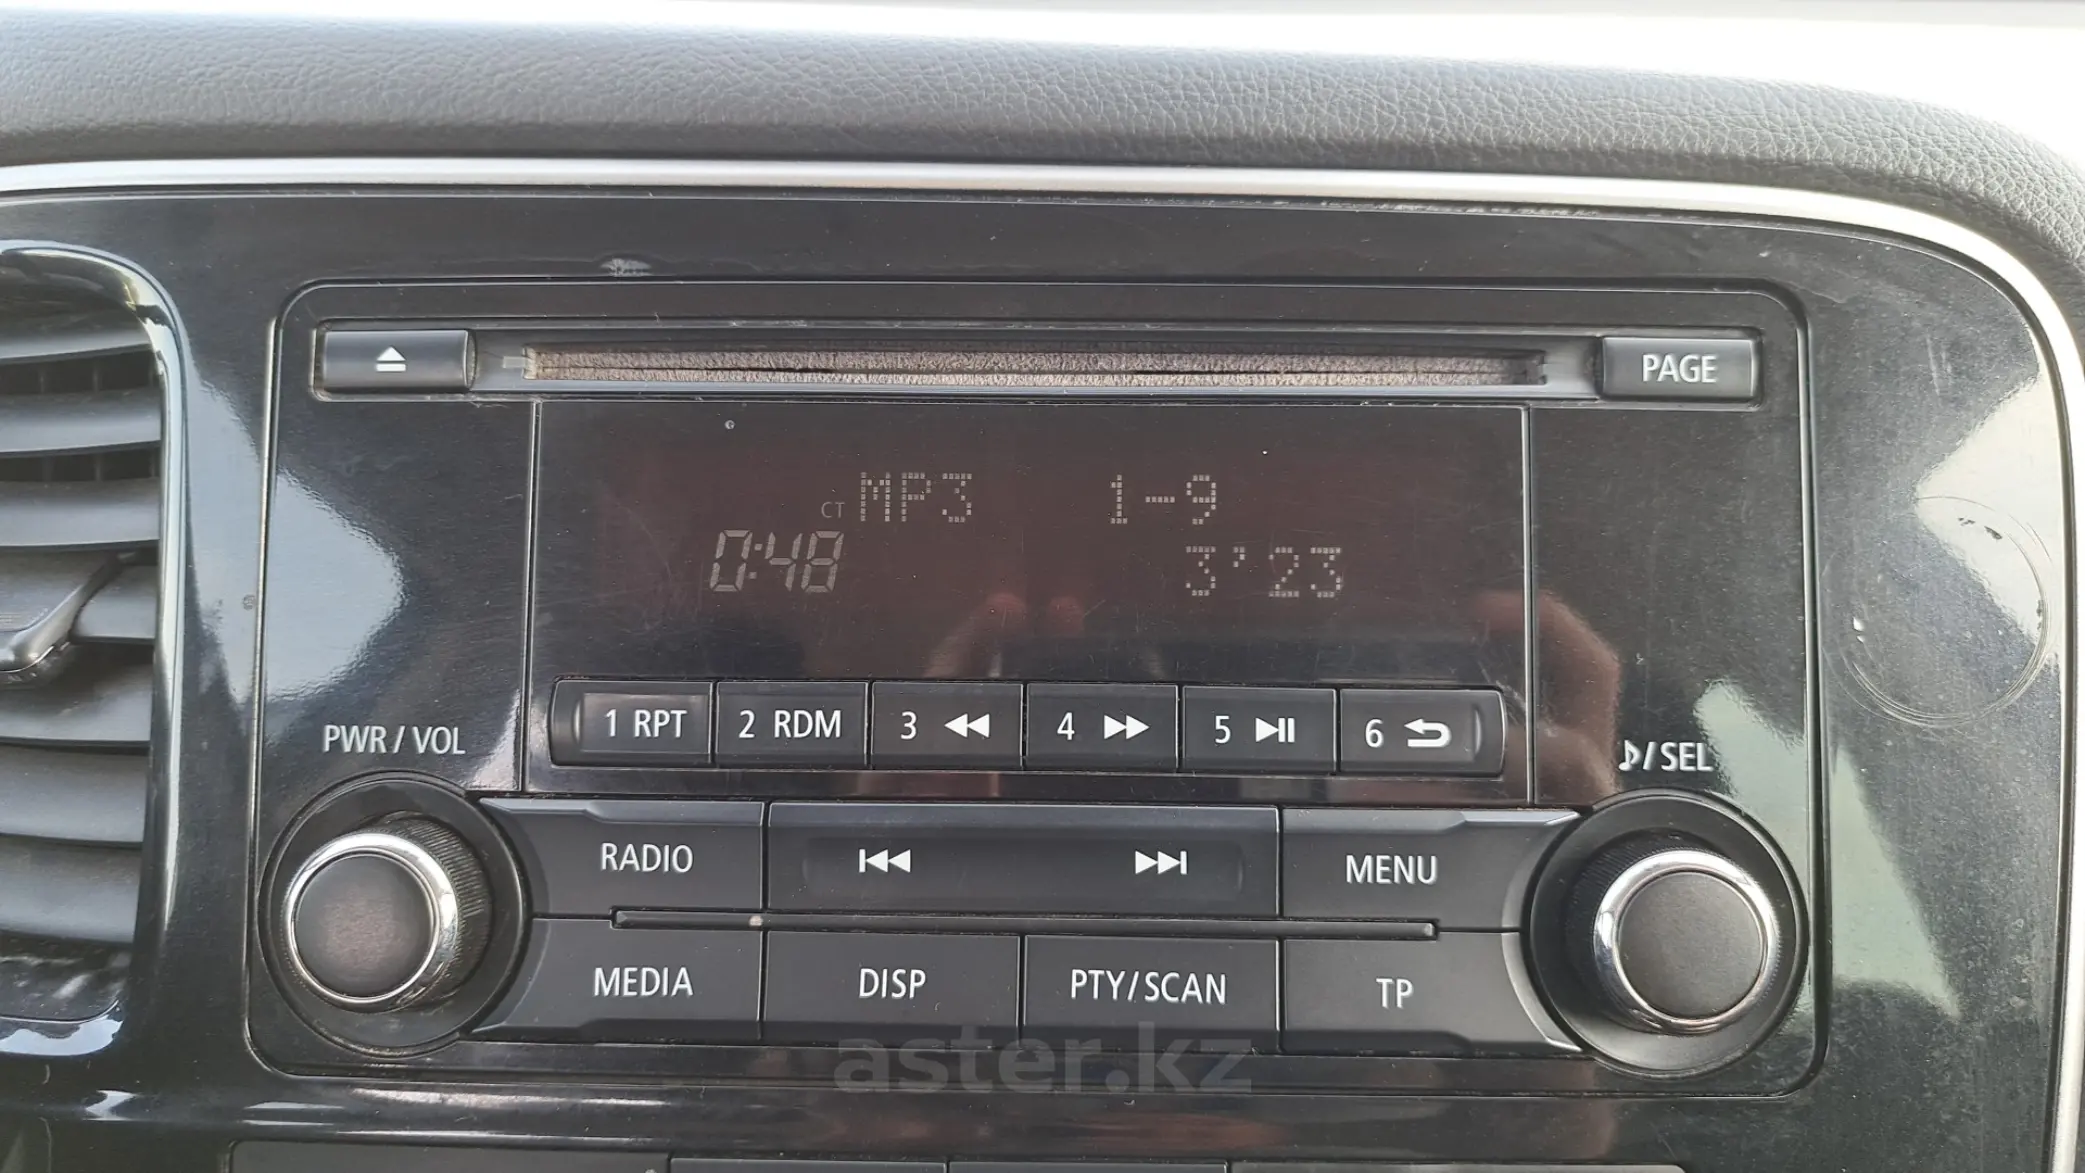 PAGE
CT MP3 1-9
0:48 3'23
1 RPT 2 RDM 3 4 5 6
PWR / VOL
/ SEL
RADIO MENU
MEDIA DISP PTY/SCAN TP
aster.kz